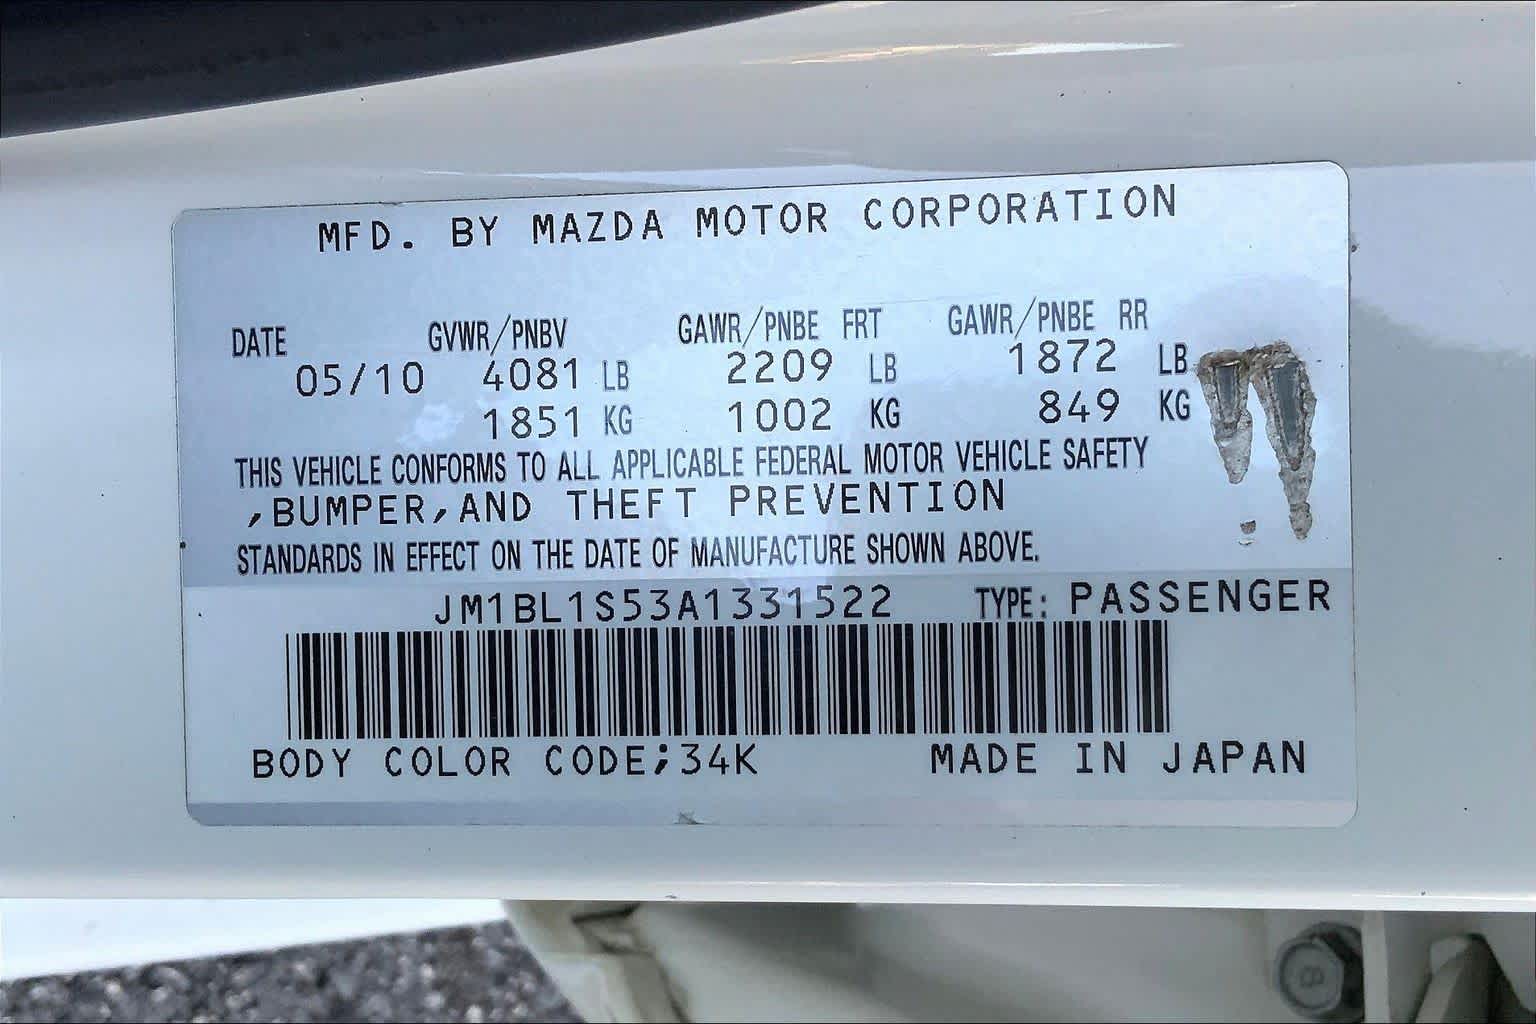 MFD. BY MAZDA MOTOR CORPORATION
DATE GVWR/PNBV GAWR/PNBE FRT GAWR/PNBE RR
05/10 4081 LB 2209 LB 1872 LB
1851 KG 1002 KG 849 KG
THIS VEHICLE CONFORMS TO ALL APPLICABLE FEDERAL MOTOR VEHICLE SAFETY
,BUMPER,AND THEFT PREVENTION
STANDARDS IN EFFECT ON THE DATE OF MANUFACTURE SHOWN ABOVE.
JM1BL1S53A1331522 TYPE: PASSENGER
BODY COLOR CODE;34K MADE IN JAPAN
8